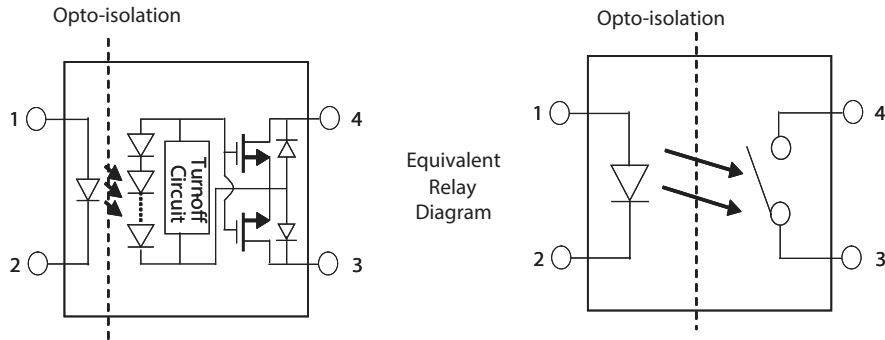 Opto-isolation
1
2
Turnoff
Circuit
4
3
Equivalent
Relay
Diagram
Opto-isolation
1
2
4
3